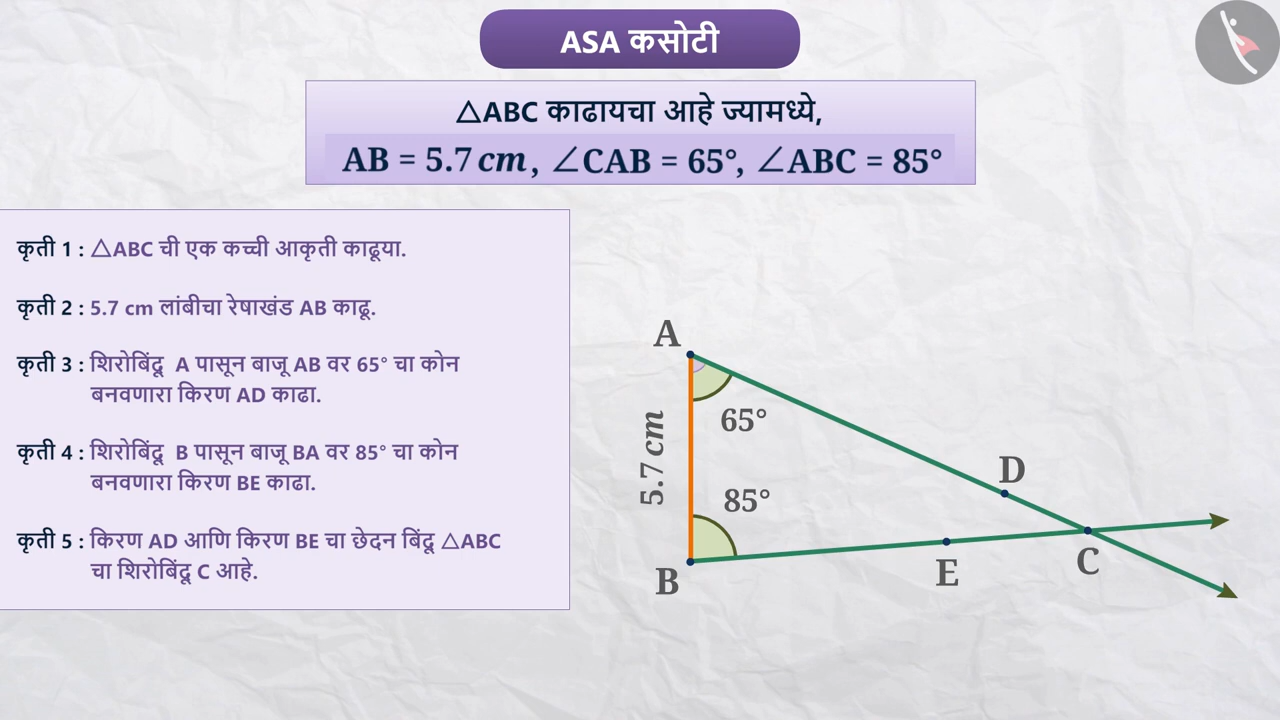 ASA कसोटी
△ABC काढायचा आहे ज्यामध्ये,
AB = 5.7 cm, ∠CAB = 65°, ∠ABC = 85°
कृती 1 : △ABC ची एक कच्ची आकृती काढूया.
कृती 2 : 5.7 cm लांबीचा रेषाखंड AB काढू.
कृती 3 : शिरोबिंदू A पासून बाजू AB वर 65° चा कोन
बनवणारा किरण AD काढा.
कृती 4 : शिरोबिंदू B पासून बाजू BA वर 85° चा कोन
बनवणारा किरण BE काढा.
कृती 5 : किरण AD आणि किरण BE चा छेदन बिंदू △ABC
चा शिरोबिंदू C आहे.
A
65°
5.7 cm
D
85°
B
E
C